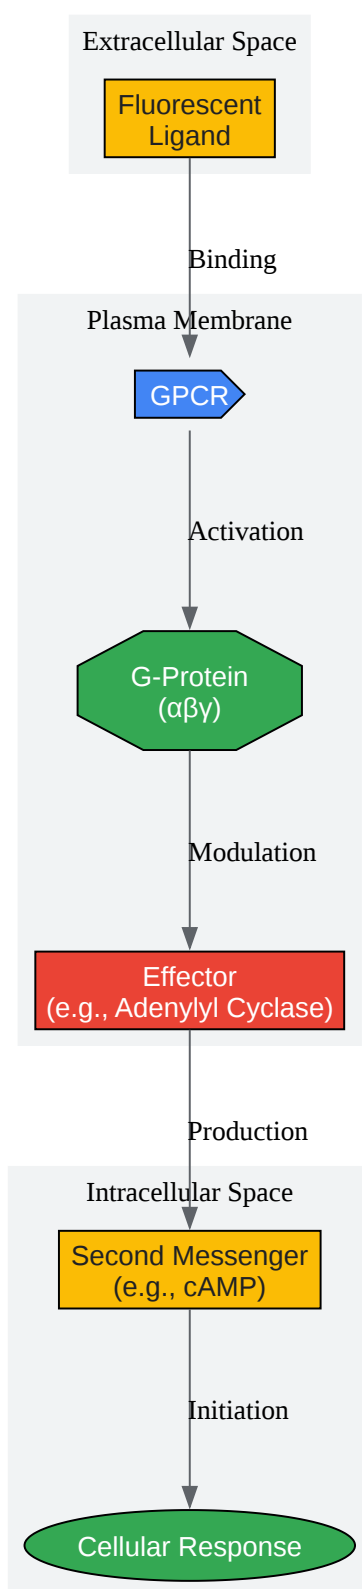 Extracellular Space
Fluorescent
Ligand
Binding
Plasma Membrane
GPCR
Activation
G-Protein
(αβγ)
Modulation
Effector
(e.g., Adenylyl Cyclase)
Production
Intracellular Space
Second Messenger
(e.g., cAMP)
Initiation
Cellular Response